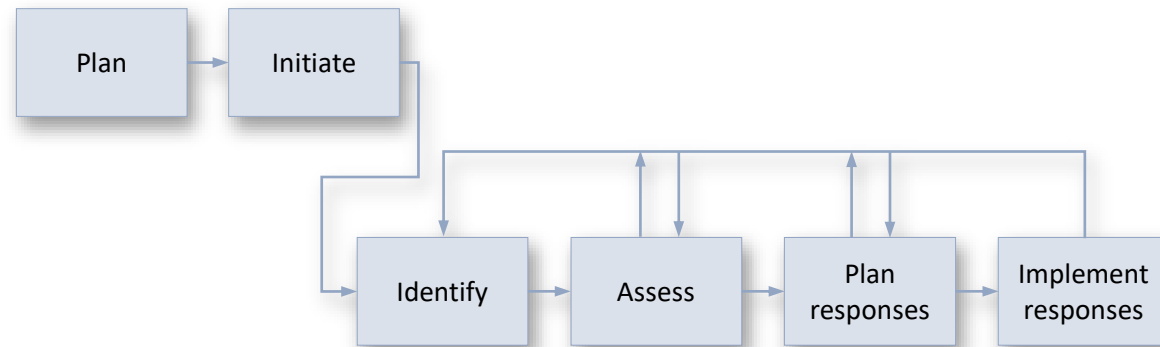 Plan
Initiate
Identify
Assess
Plan
responses
Implement
responses